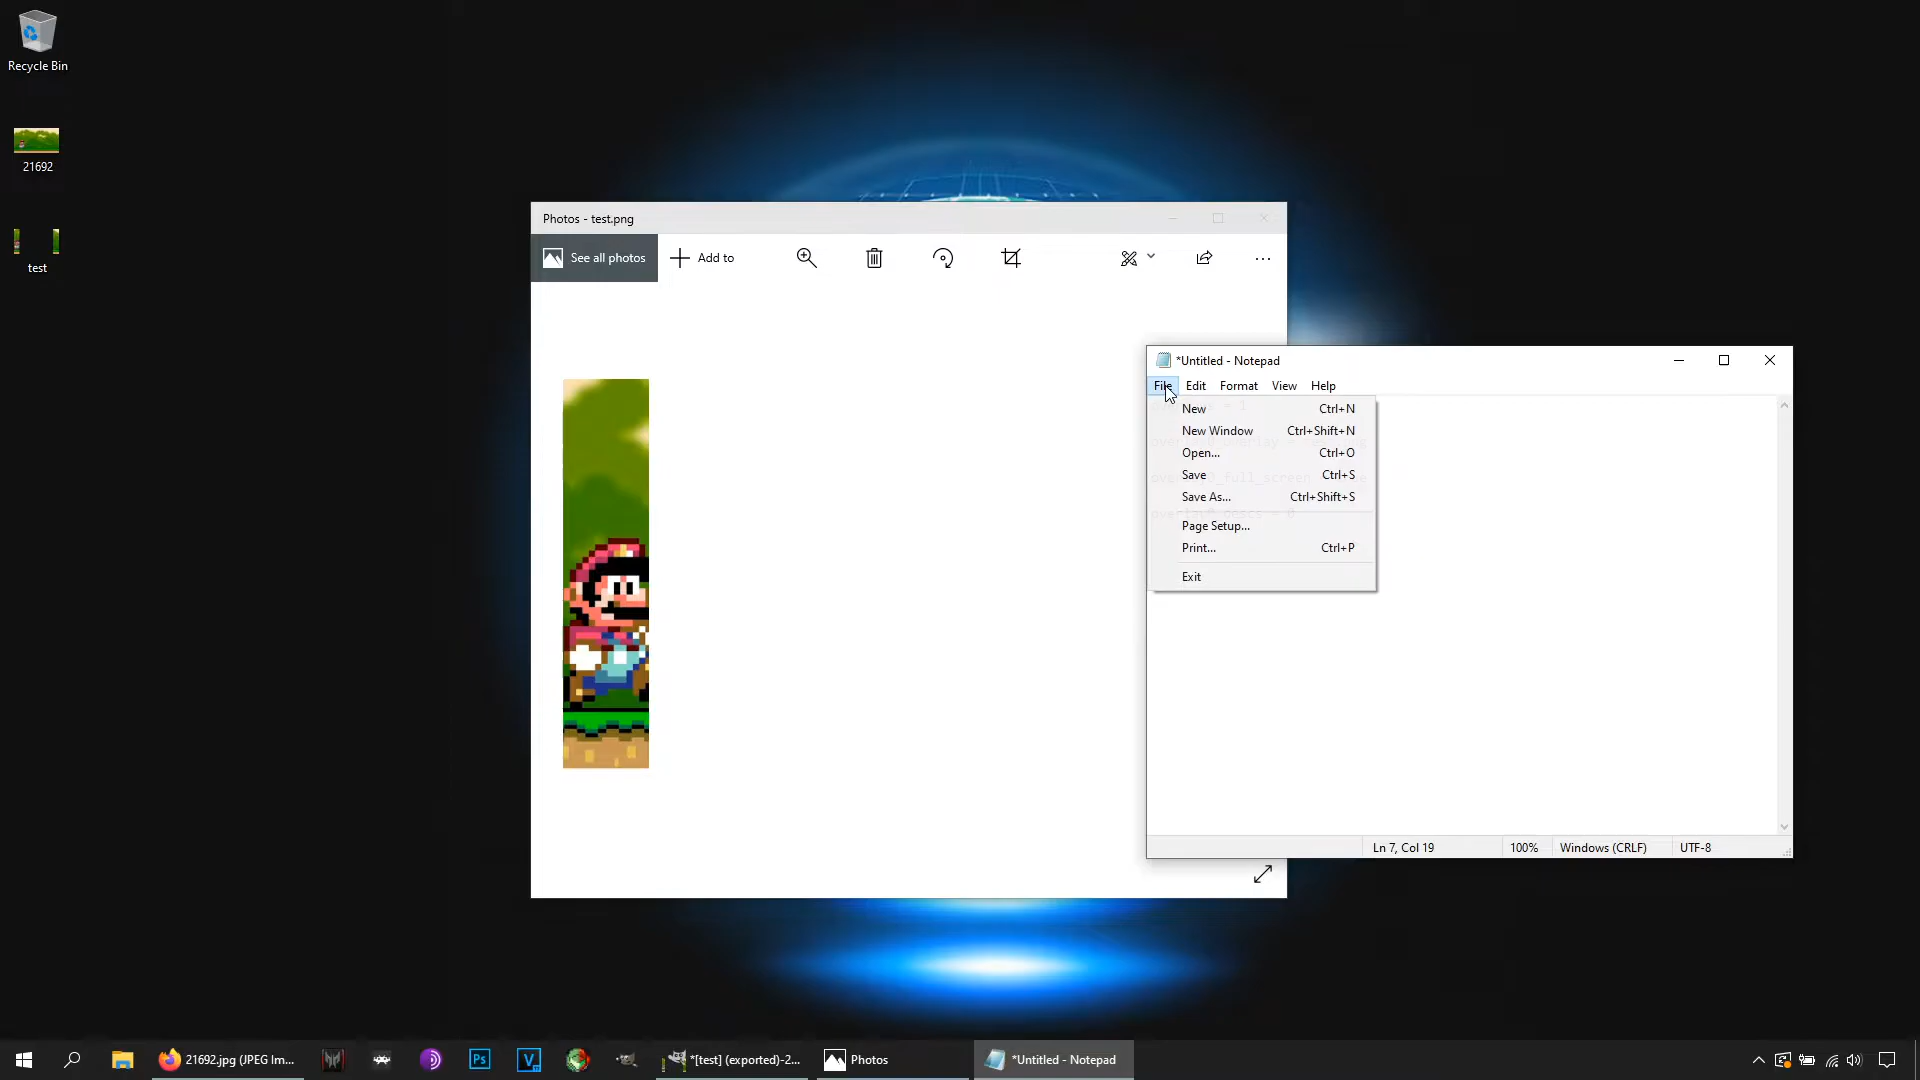 Recycle Bin
21692
test
Photos - test.png
See all photos
Add to
*Untitled - Notepad
File Edit Format View Help
New Ctrl+N
New Window Ctrl+Shift+N
Open... Ctrl+O
Save Ctrl+S
Save As... Ctrl+Shift+S
Page Setup...
Print... Ctrl+P
Exit
Ln 7, Col 19
100%
Windows (CRLF)
UTF-8
21692.jpg (JPEG Im...
Ps
V
*[test] (exported)-2...
Photos
*Untitled - Notepad